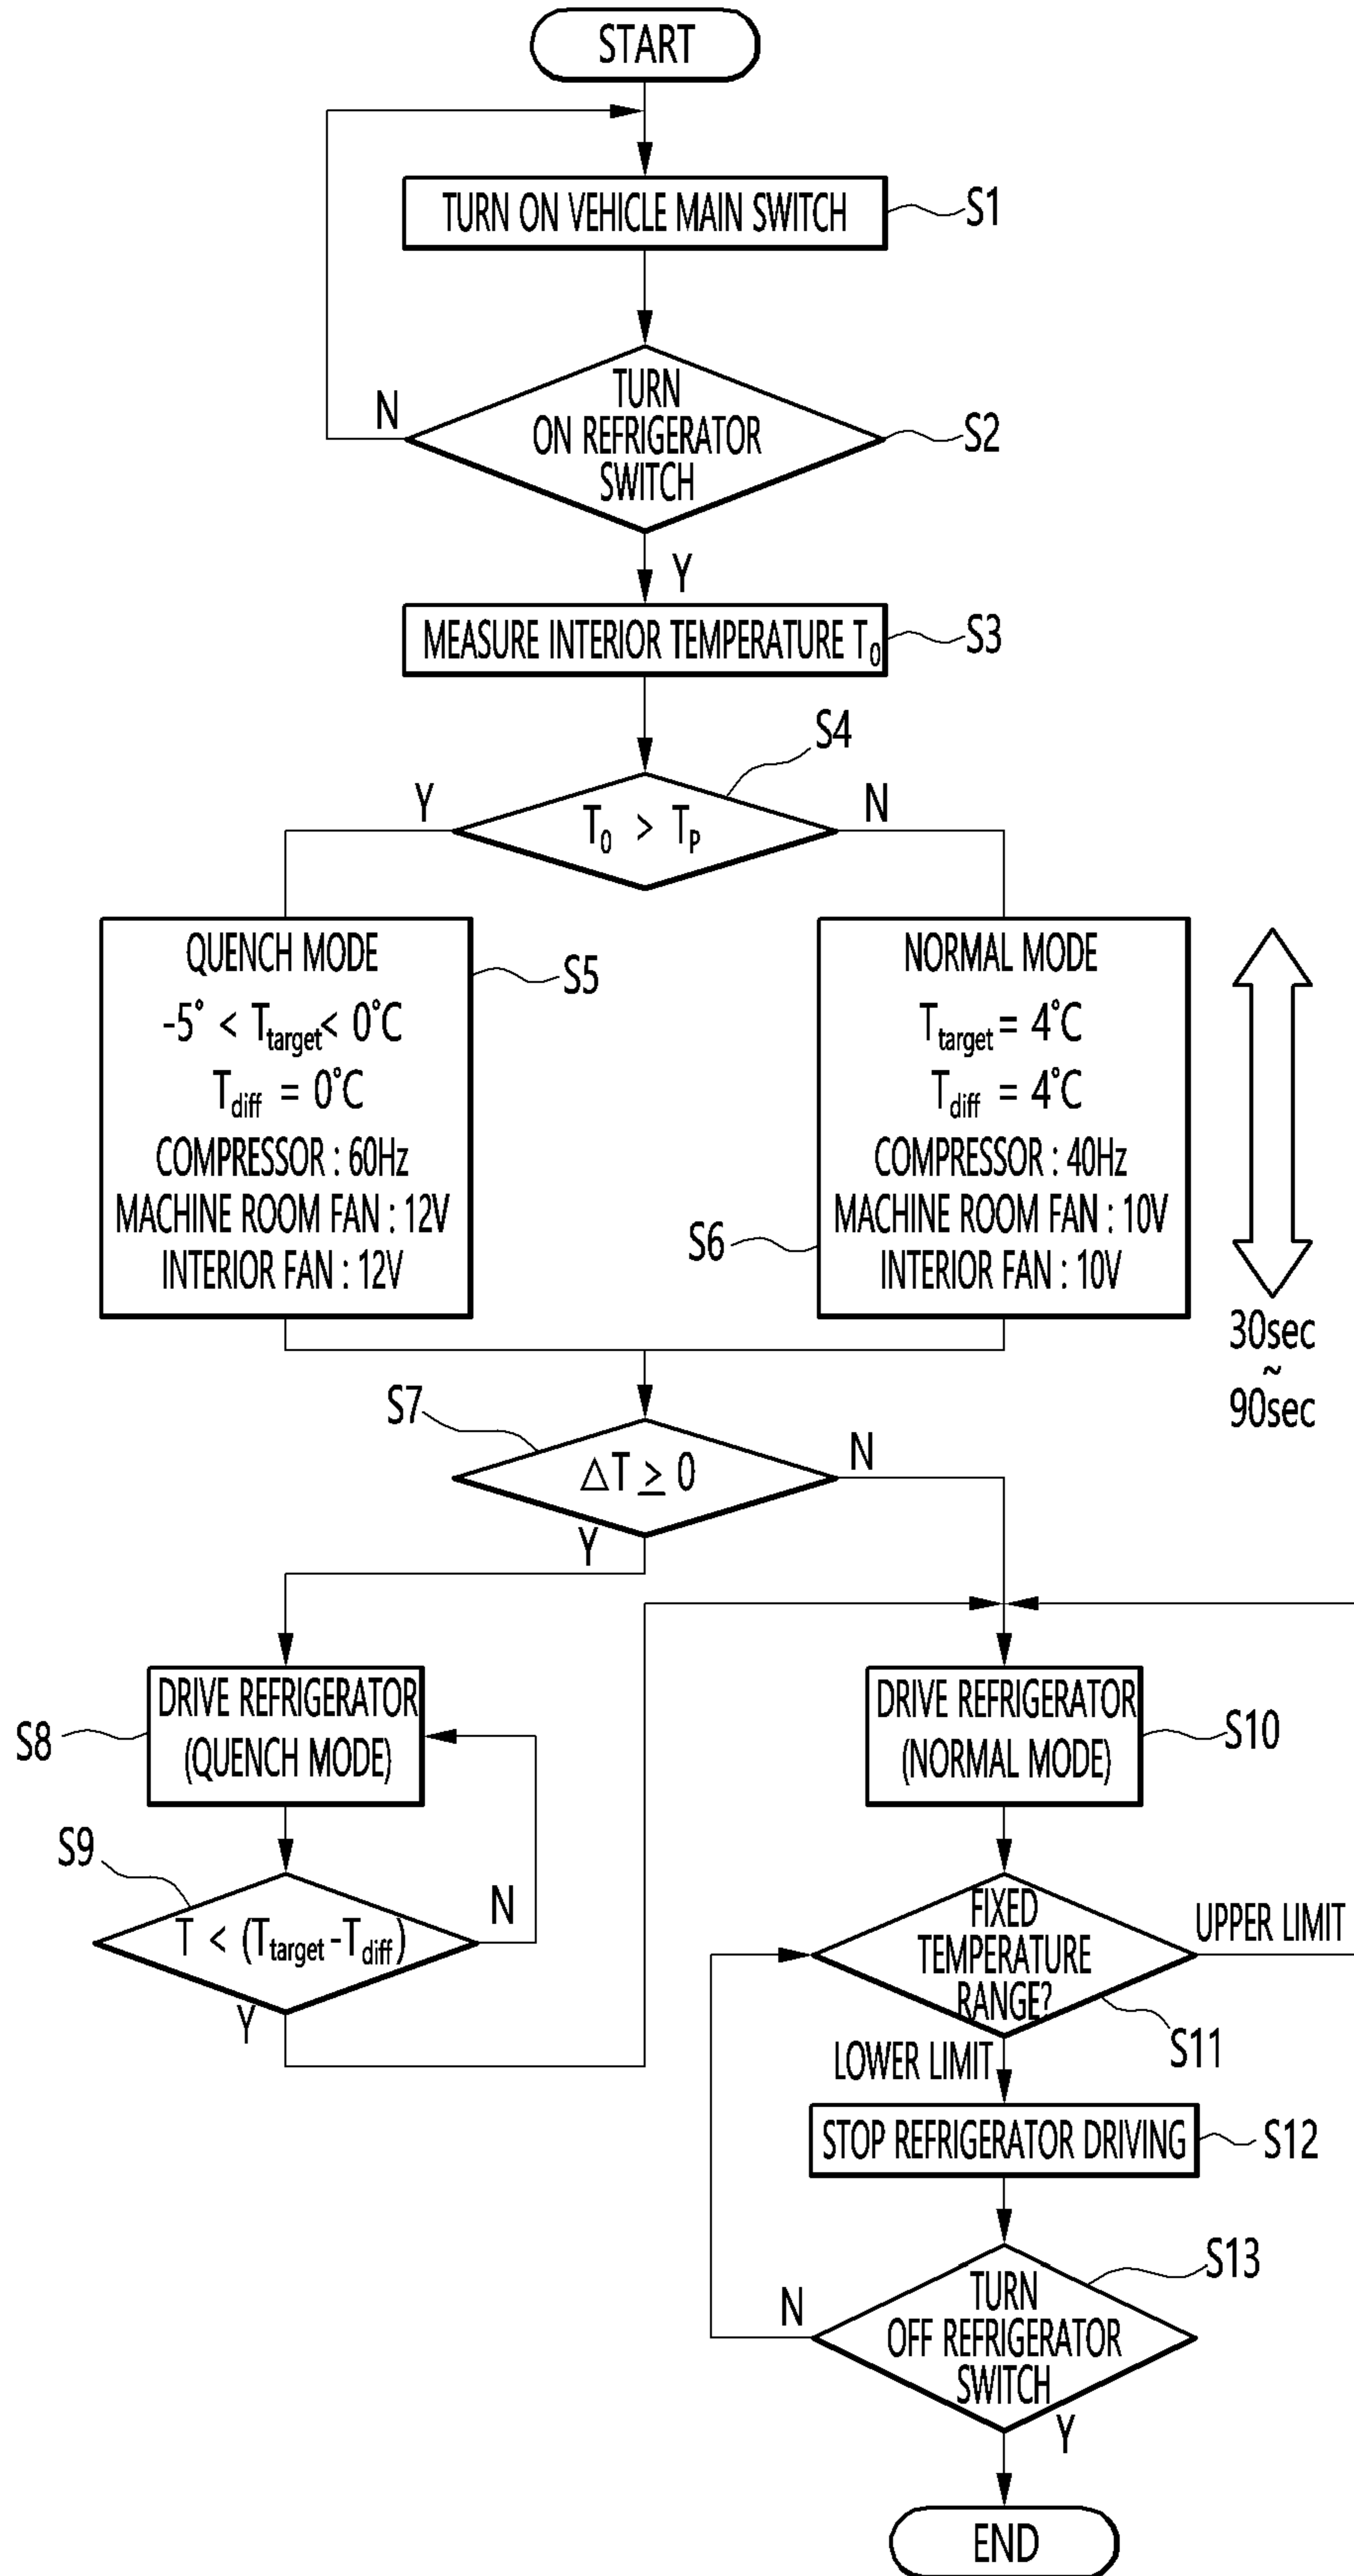 START
TURN ON VEHICLE MAIN SWITCH
S1
TURN
ON REFRIGERATOR
SWITCH
S2
N
Y
MEASURE INTERIOR TEMPERATURE T0
S3
S4
T0 > TP
Y
N
QUENCH MODE
-5° < Ttarget< 0°C
Tdiff = 0°C
COMPRESSOR : 60Hz
MACHINE ROOM FAN : 12V
INTERIOR FAN : 12V
S5
NORMAL MODE
Ttarget = 4°C
Tdiff = 4°C
COMPRESSOR : 40Hz
MACHINE ROOM FAN : 10V
INTERIOR FAN : 10V
S6
30sec
~
90sec
S7
△T ≥ 0
N
Y
DRIVE REFRIGERATOR
(QUENCH MODE)
S8
S9
T < (Ttarget -Tdiff)
N
Y
DRIVE REFRIGERATOR
(NORMAL MODE)
S10
FIXED
TEMPERATURE
RANGE?
UPPER LIMIT
S11
LOWER LIMIT
STOP REFRIGERATOR DRIVING
S12
S13
TURN
OFF REFRIGERATOR
SWITCH
N
Y
END